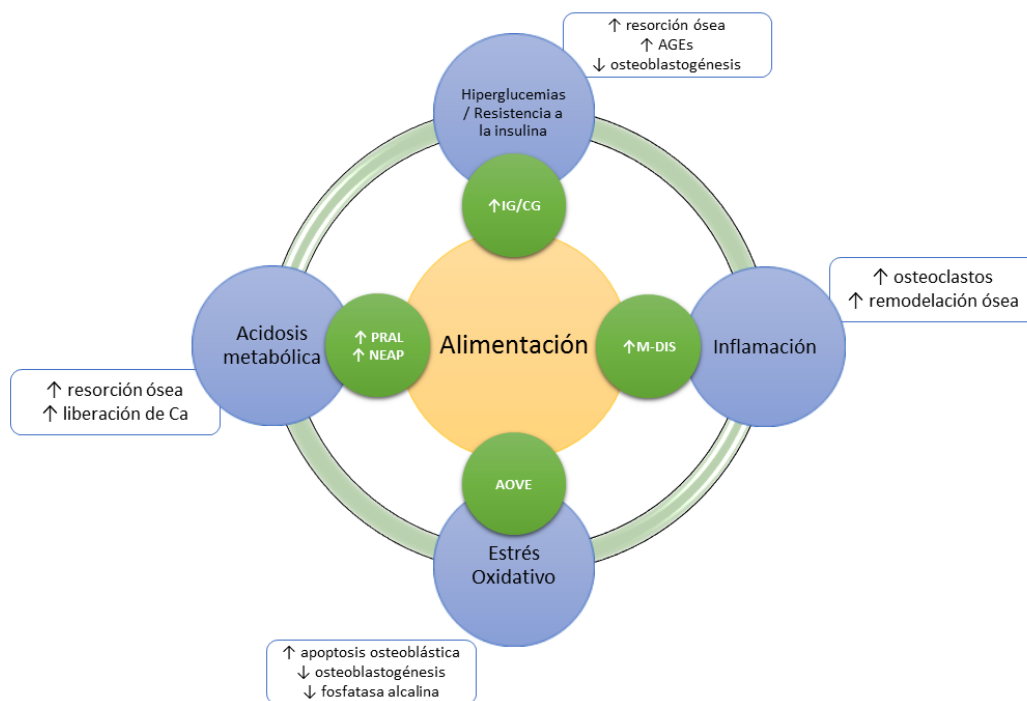 ↑ resorción ósea
↑ AGEs
↓ osteoblastogénesis
Hiperglucemias
/ Resistencia a
la insulina
↑IG/CG
↑ osteoclastos
↑ remodelación ósea
Acidosis
metabólica
↑ PRAL
↑ NEAP
Alimentación
↑M-DIS
Inflamación
↑ resorción ósea
↑ liberación de Ca
AOVE
Estrés
Oxidativo
↑ apoptosis osteoblástica
↓ osteoblastogénesis
↓ fosfatasa alcalina